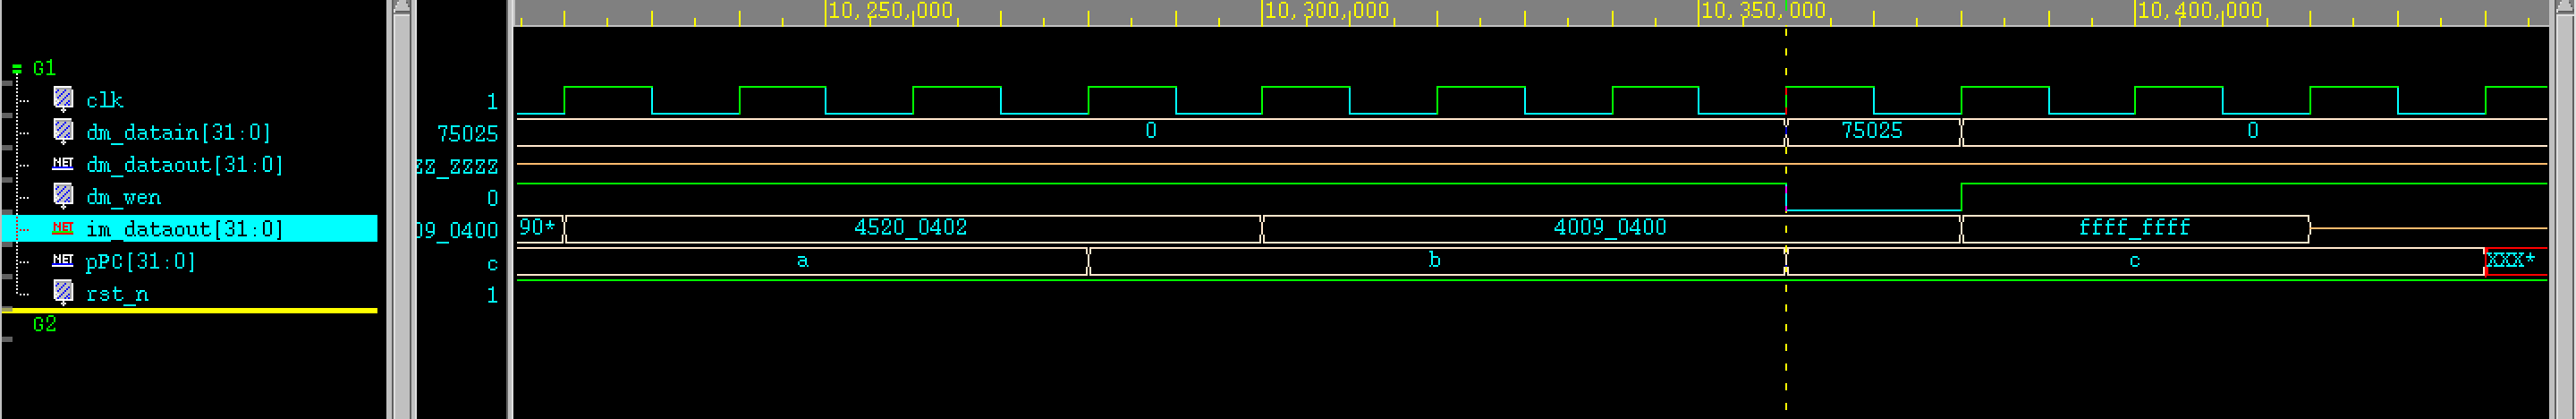 10,250,000 10,300,000 10,350,000 10,400,000
G1
clk 1
dm_datain[31:0] 75025 0 75025 0
NET dm_dataout[31:0] ZZ_ZZZZ
dm_wen 0
NET im_dataout[31:0] 09_0400 90* 4520_0402 4009_0400 ffff_ffff
NET pPC[31:0] c a b c XXX*
rst_n 1
G2